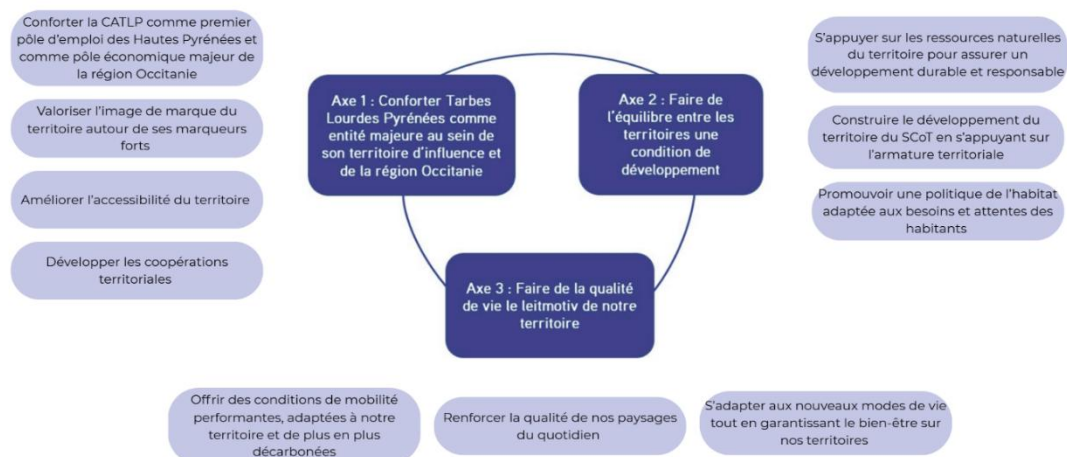 Conforter la CATLP comme premier
pôle d'emploi des Hautes Pyrénées et
comme pôle économique majeur de
la région Occitanie
Valoriser l'image de marque du
territoire autour de ses marqueurs
forts
Améliorer l'accessibilité du territoire
Développer les coopérations
territoriales
Axe 1 : Conforter Tarbes
Lourdes Pyrénées comme
entité majeure au sein de
son territoire d'influence et
de la région Occitanie
Axe 2 : Faire de
l'équilibre entre les
territoires une
condition de
développement
S'appuyer sur les ressources naturelles
du territoire pour assurer un
développement durable et responsable
Construire le développement du
territoire du SCoT en s'appuyant sur
l'armature territoriale
Promouvoir une politique de l'habitat
adaptée aux besoins et attentes des
habitants
Axe 3 : Faire de la qualité
de vie le leitmotiv de notre
territoire
Offrir des conditions de mobilité
performantes, adaptées à notre
territoire et de plus en plus
décarbonées
Renforcer la qualité de nos paysages
du quotidien
S'adapter aux nouveaux modes de vie
tout en garantissant le bien-être sur
nos territoires